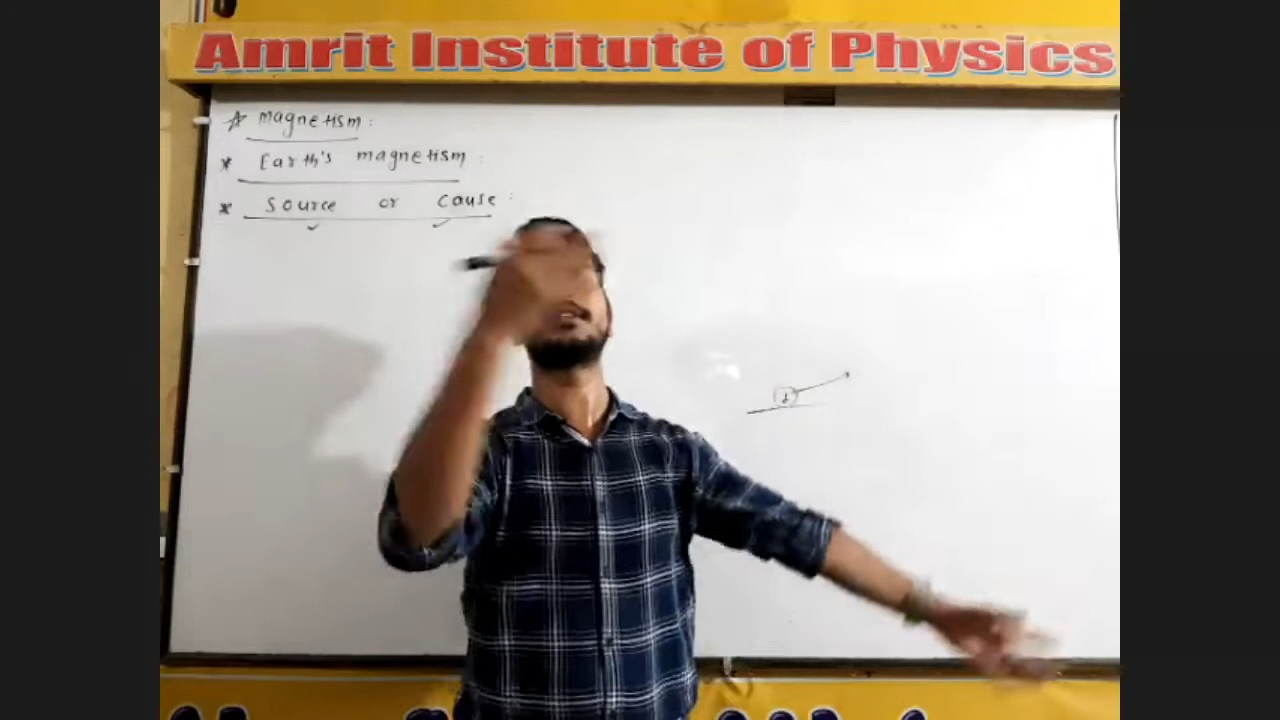 Amrit Institute of Physics
☆ magnetism :
* Earth's magnetism :
* source or cause :